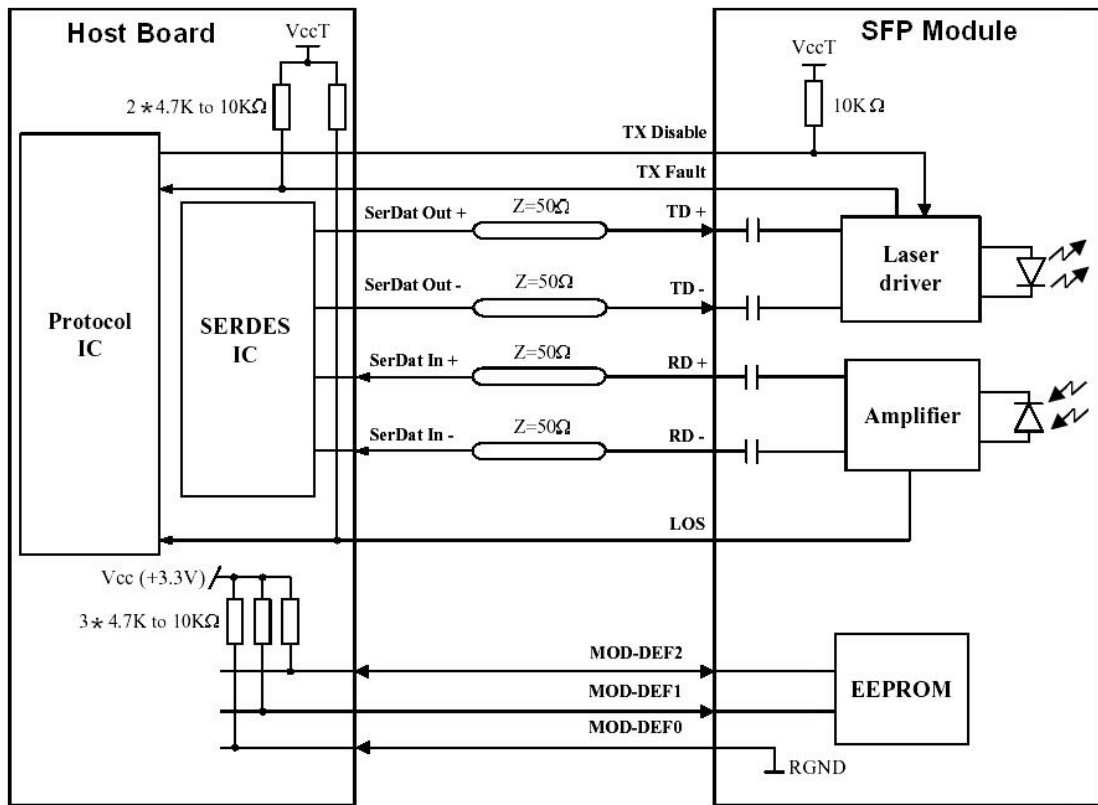 Host Board
SFP Module
VccT
VccT
2 * 4.7K to 10KΩ
10K Ω
TX Disable
TX Fault
SerDat Out +
Z=50Ω
TD +
Laser
driver
SerDat Out -
Z=50Ω
TD -
Protocol
IC
SERDES
IC
SerDat In +
Z=50Ω
RD +
Amplifier
SerDat In -
Z=50Ω
RD -
LOS
Vcc (+3.3V)
3 * 4.7K to 10KΩ
MOD-DEF2
EEPROM
MOD-DEF1
MOD-DEF0
RGND